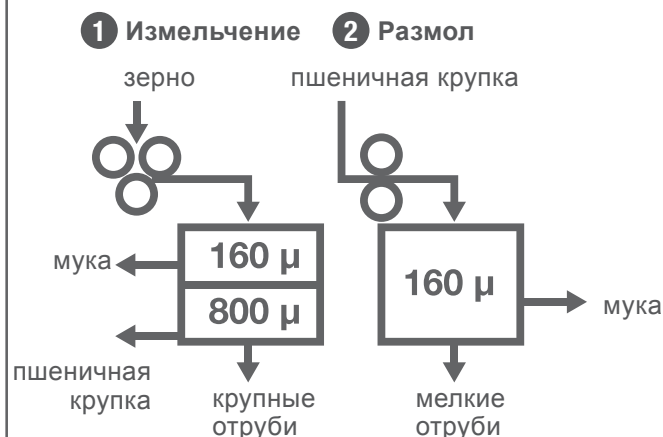 1 Измельчение
зерно
мука
160 µ
800 µ
пшеничная
крупка
крупные
отруби
2 Размол
пшеничная крупка
160 µ
мука
мелкие
отруби